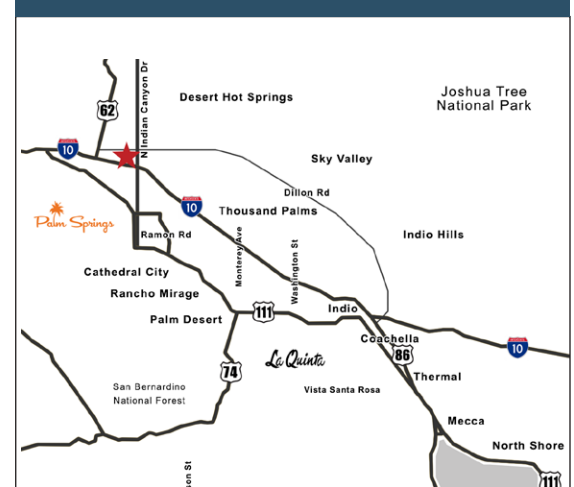 N Indian Canyon Dr
Desert Hot Springs
Joshua Tree
National Park
62
10
Sky Valley
Dillon Rd
10
Thousand Palms
Palm Springs
Ramon Rd
Indio Hills
Monterey Ave
Washington St
Cathedral City
Rancho Mirage
Palm Desert
111
Indio
Coachella
86
10
La Quinta
74
Thermal
San Bernardino
National Forest
Vista Santa Rosa
Mecca
North Shore
St
111